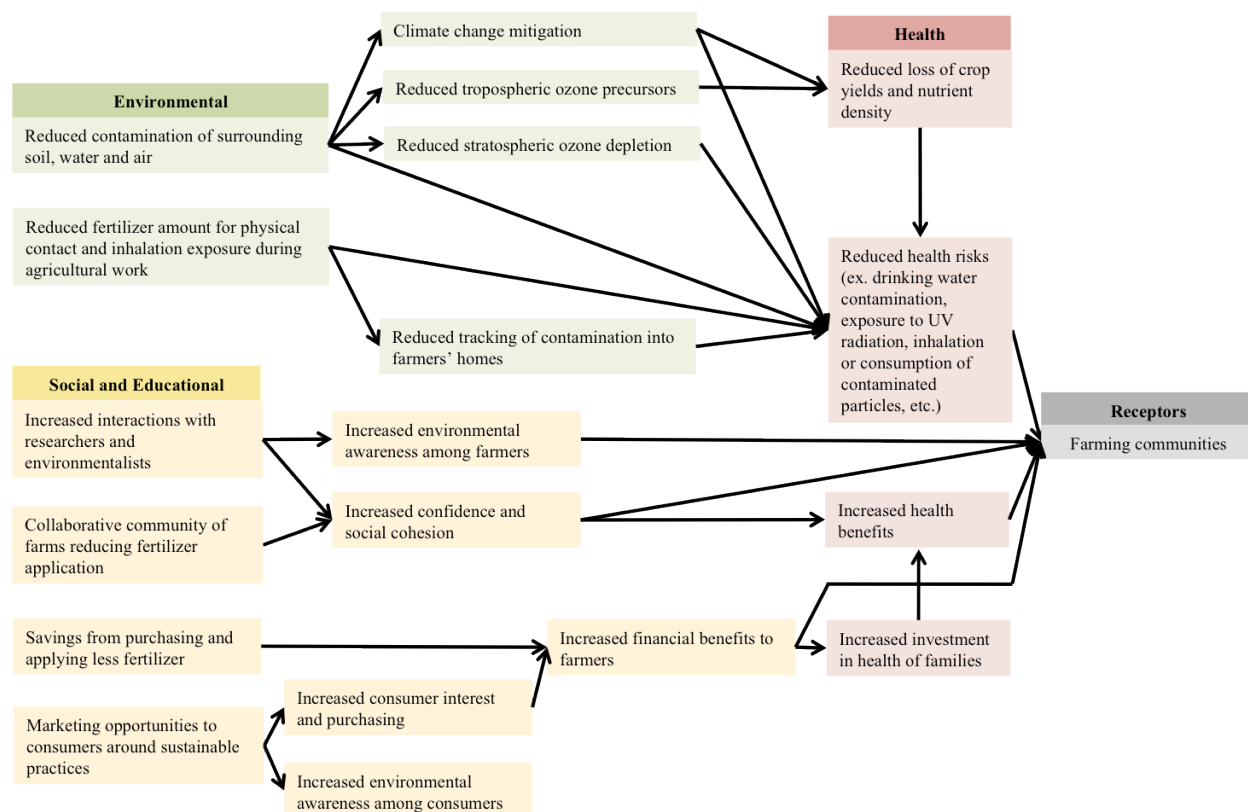 Environmental
Reduced contamination of surrounding
soil, water and air
Reduced fertilizer amount for physical
contact and inhalation exposure during
agricultural work
Climate change mitigation
Reduced tropospheric ozone precursors
Reduced stratospheric ozone depletion
Reduced tracking of contamination into
farmers’ homes
Health
Reduced loss of crop
yields and nutrient
density
Reduced health risks
(ex. drinking water
contamination,
exposure to UV
radiation, inhalation
or consumption of
contaminated
particles, etc.)
Social and Educational
Increased interactions with
researchers and
environmentalists
Collaborative community of
farms reducing fertilizer
application
Savings from purchasing and
applying less fertilizer
Marketing opportunities to
consumers around sustainable
practices
Increased environmental
awareness among farmers
Increased confidence and
social cohesion
Increased consumer interest
and purchasing
Increased environmental
awareness among consumers
Increased financial benefits to
farmers
Increased health
benefits
Increased investment
in health of families
Receptors
Farming communities